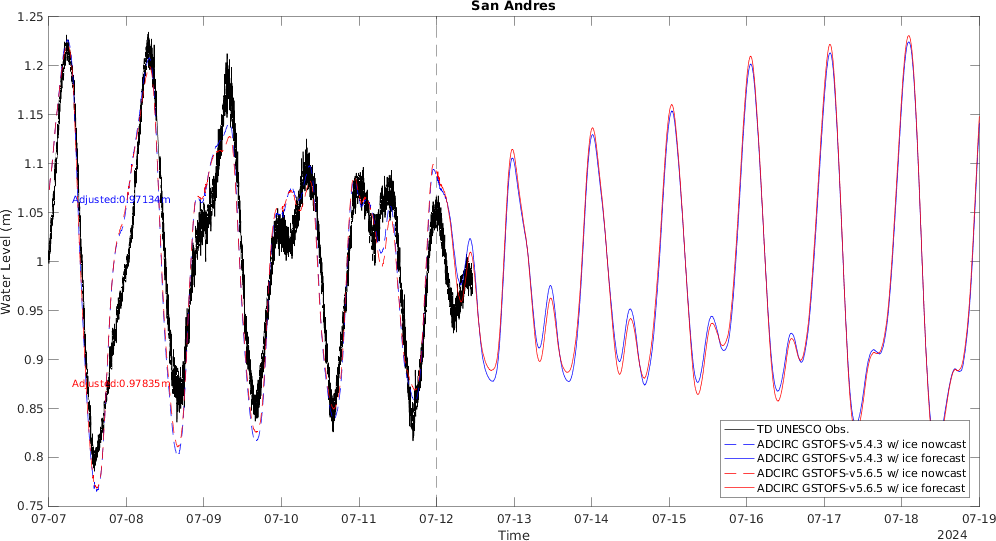 San Andres
Water Level (m)
1.25
1.2
1.15
1.1
1.05
1
0.95
0.9
0.85
0.8
0.75
Adjusted:0.97134m
Adjusted:0.97835m
TD UNESCO Obs.
ADCIRC GSTOFS-v5.4.3 w/ ice nowcast
ADCIRC GSTOFS-v5.4.3 w/ ice forecast
ADCIRC GSTOFS-v5.6.5 w/ ice nowcast
ADCIRC GSTOFS-v5.6.5 w/ ice forecast
07-07 07-08 07-09 07-10 07-11 07-12 07-13 07-14 07-15 07-16 07-17 07-18 07-19
Time
2024